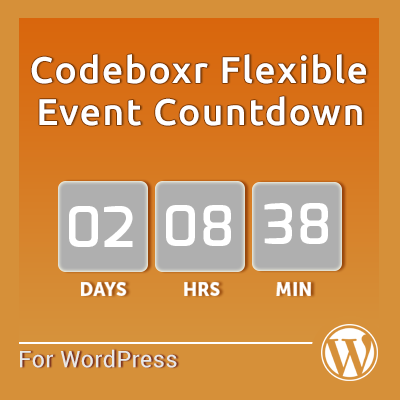 Codeboxr Flexible
Event Countdown
02 08 38
DAYS HRS MIN
For WordPress